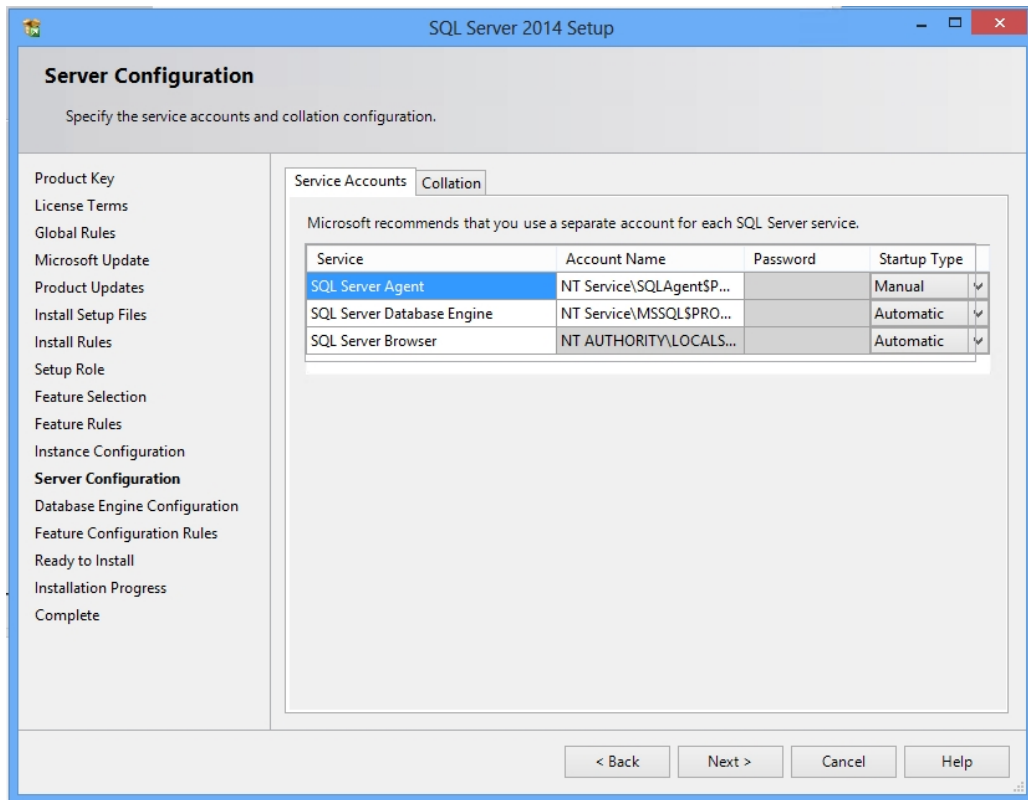 SQL Server 2014 Setup
Server Configuration
Specify the service accounts and collation configuration.
Product Key
License Terms
Global Rules
Microsoft Update
Product Updates
Install Setup Files
Install Rules
Setup Role
Feature Selection
Feature Rules
Instance Configuration
Server Configuration
Database Engine Configuration
Feature Configuration Rules
Ready to Install
Installation Progress
Complete
Service Accounts Collation
Microsoft recommends that you use a separate account for each SQL Server service.
Service Account Name Password Startup Type
SQL Server Agent NT Service\SQLAgent$P... Manual
SQL Server Database Engine NT Service\MSSQL$PRO... Automatic
SQL Server Browser NT AUTHORITY\LOCALS... Automatic
< Back Next > Cancel Help